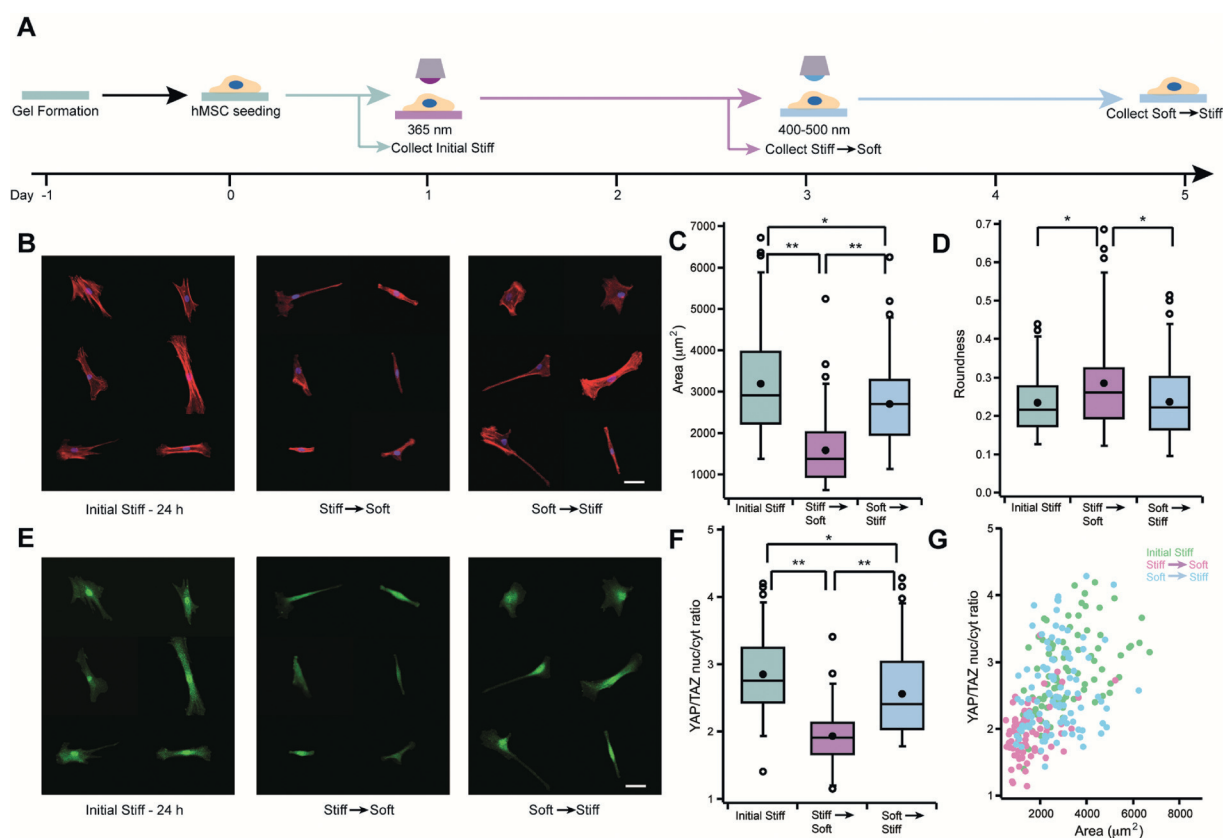 A
Gel Formation
hMSC seeding
365 nm
Collect Initial Stiff
400-500 nm
Collect Stiff → Soft
Collect Soft → Stiff
Day -1 0 1 2 3 4 5
B
Initial Stiff - 24 h
Stiff → Soft
Soft → Stiff
C
Area (μm²)
7000
6000
5000
4000
3000
2000
1000
*
** **
Initial Stiff
Stiff → Soft
Soft → Stiff
D
Roundness
0.7
0.6
0.5
0.4
0.3
0.2
0.1
0.0
* *
Initial Stiff
Stiff → Soft
Soft → Stiff
E
Initial Stiff - 24 h
Stiff → Soft
Soft → Stiff
F
YAP/TAZ nuc/cyt ratio
5
4
3
2
1
*
** **
Initial Stiff
Stiff → Soft
Soft → Stiff
G
YAP/TAZ nuc/cyt ratio
5
4
3
2
1
Initial Stiff
Stiff → Soft
Soft → Stiff
2000 4000 6000 8000
Area (μm²)